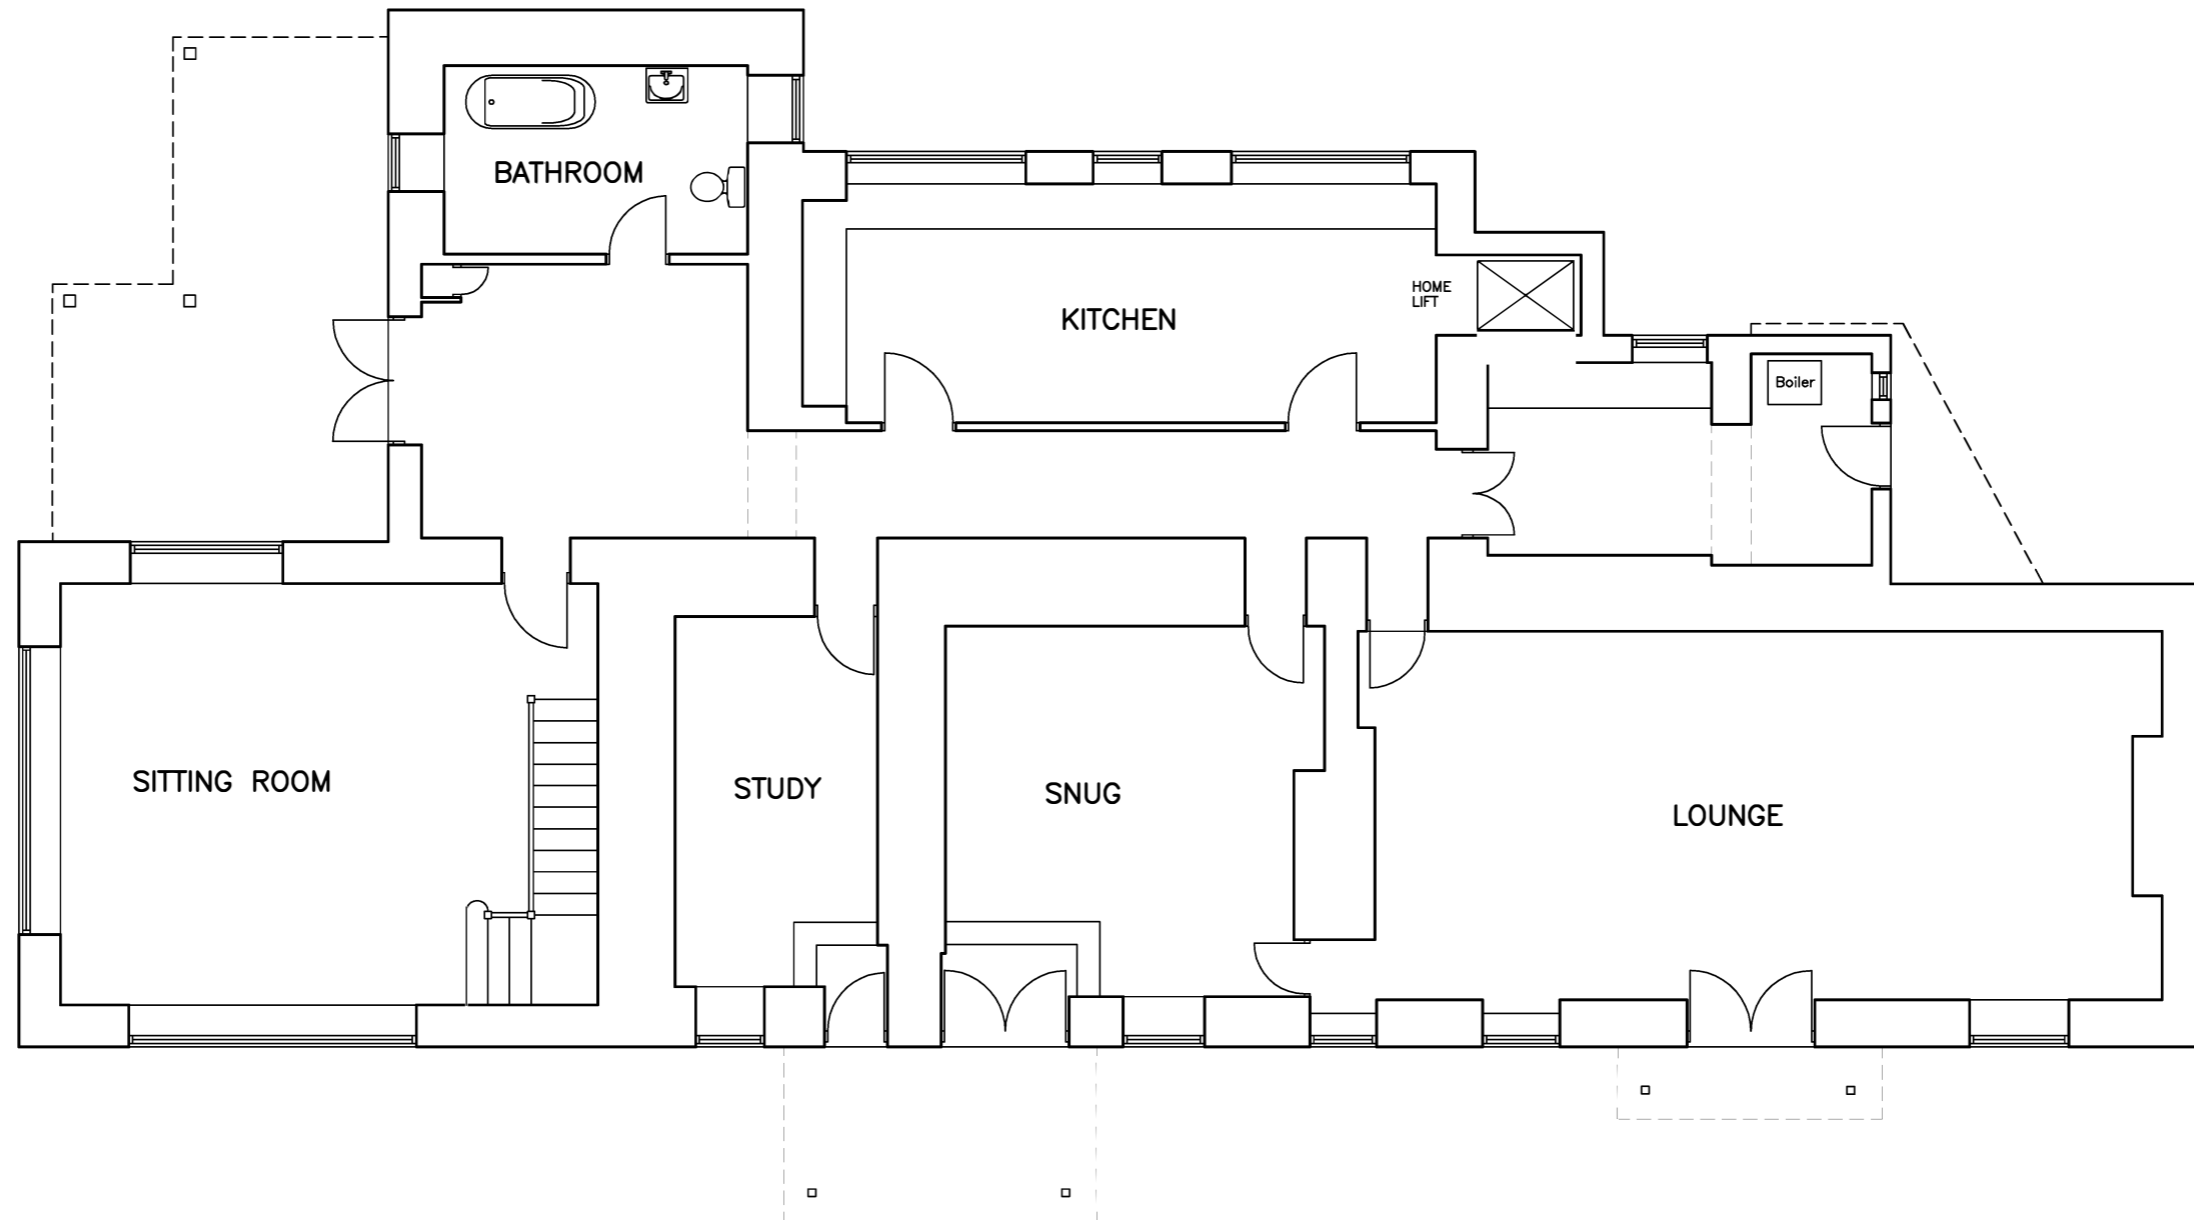 BATHROOM
HOME
LIFT
KITCHEN
Boiler
SITTING ROOM
STUDY
SNUG
LOUNGE